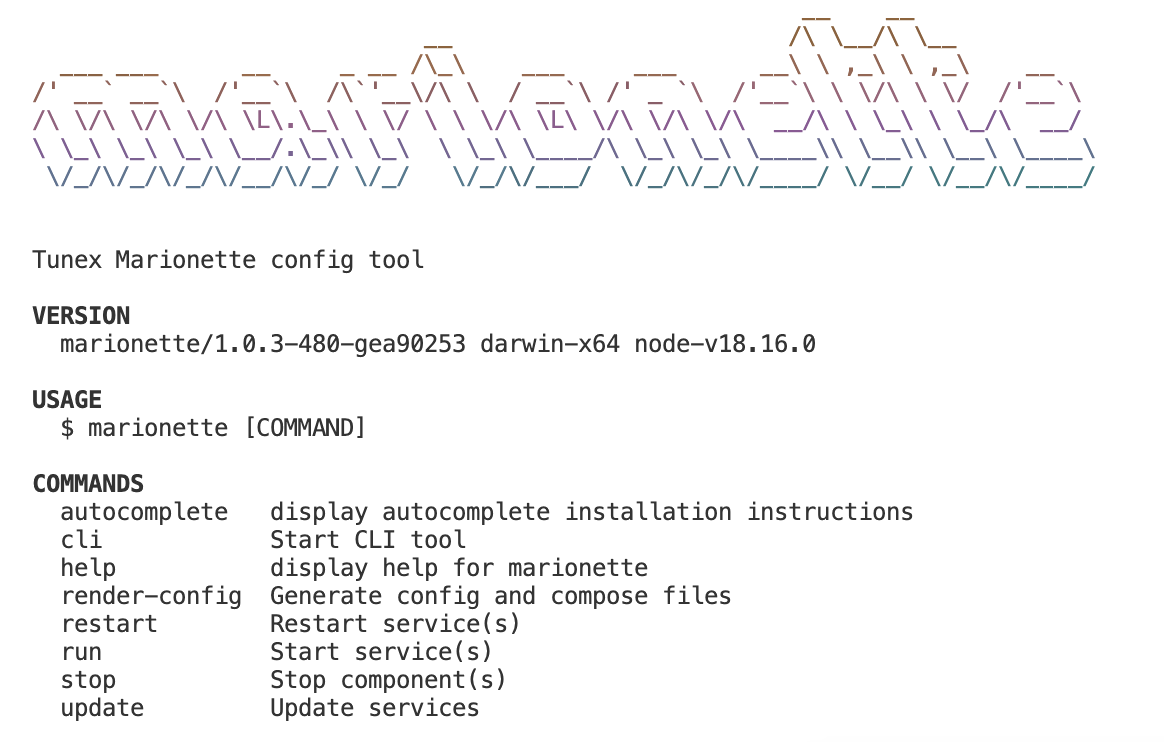 marionette
Tunex Marionette config tool
VERSION
marionette/1.0.3-480-gea90253 darwin-x64 node-v18.16.0
USAGE
$ marionette [COMMAND]
COMMANDS
autocomplete display autocomplete installation instructions
cli Start CLI tool
help display help for marionette
render-config Generate config and compose files
restart Restart service(s)
run Start service(s)
stop Stop component(s)
update Update services